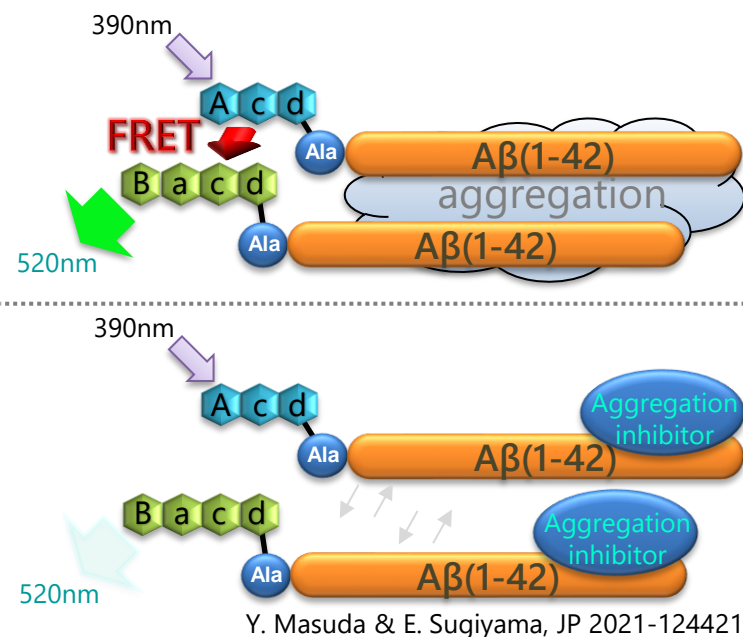 390nm
A c d
FRET
Ala
Aβ(1-42)
B a c d
aggregation
Ala
Aβ(1-42)
520nm
390nm
A c d
Aggregation
inhibitor
Ala
Aβ(1-42)
B a c d
Aggregation
inhibitor
Ala
Aβ(1-42)
520nm
Y. Masuda & E. Sugiyama, JP 2021-124421